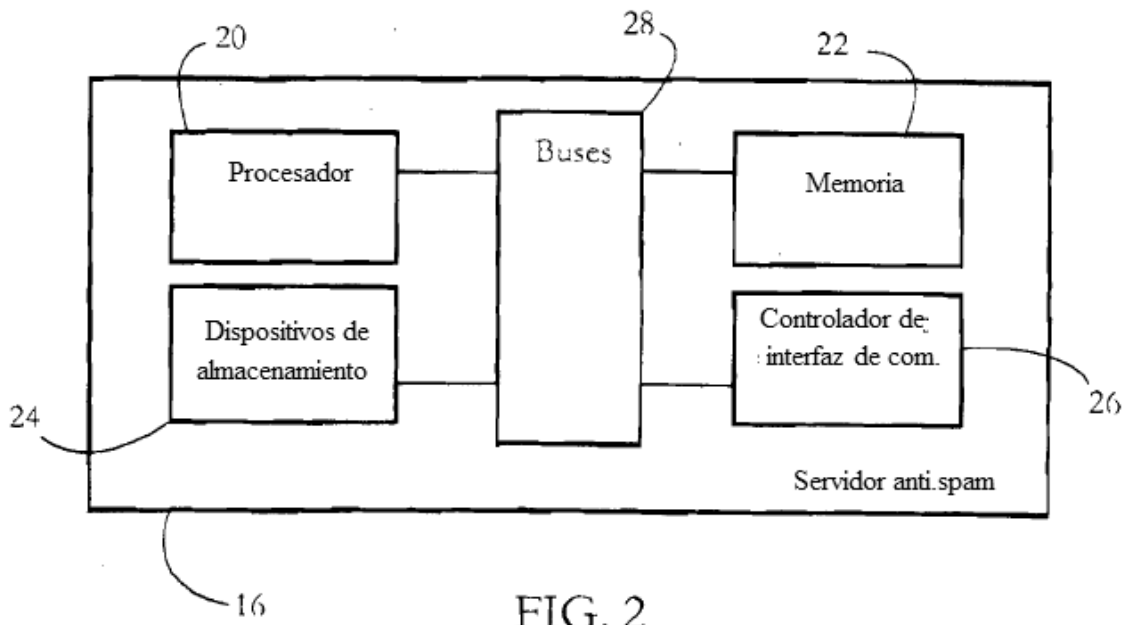 20
28
22
Procesador
Buses
Memoria
Dispositivos de
almacenamiento
Controlador de
interfaz de com.
24
26
Servidor anti.spam
16
FIG. 2